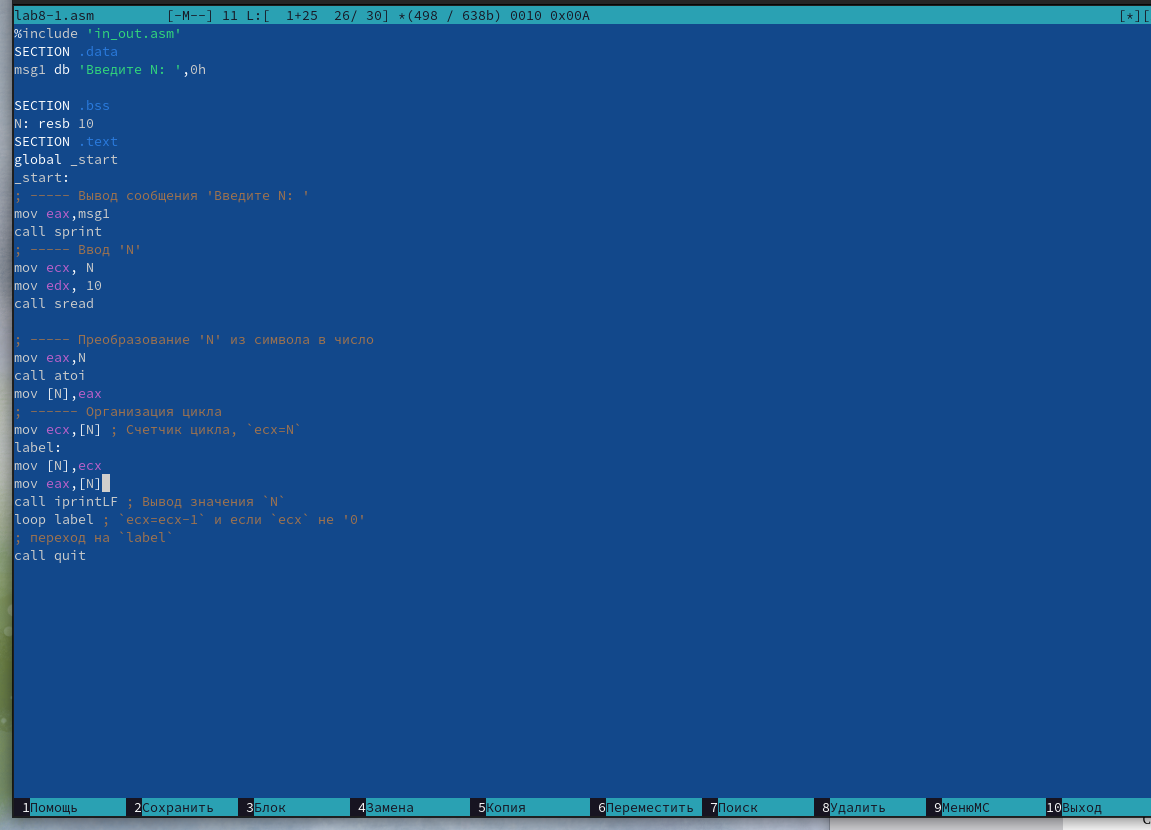 lab8-1.asm [-M--] 11 L:[ 1+25 26/ 30] *(498 / 638b) 0010 0x00A [*][
%include 'in_out.asm'
SECTION .data
msg1 db 'Введите N: ',0h
SECTION .bss
N: resb 10
SECTION .text
global _start
_start:
; ----- Вывод сообщения 'Введите N: '
mov eax,msg1
call sprint
; ----- Ввод 'N'
mov ecx, N
mov edx, 10
call sread
; ----- Преобразование 'N' из символа в число
mov eax,N
call atoi
mov [N],eax
; ------ Организация цикла
mov ecx,[N] ; Счетчик цикла, `ecx=N`
label:
mov [N],ecx
mov eax,[N]
call iprintLF ; Вывод значения `N`
loop label ; `ecx=ecx-1` и если `ecx` не '0'
; переход на `label`
call quit
1Помощь 2Сохранить 3Блок 4Замена 5Копия 6Переместить 7Поиск 8Удалить 9МенюMC 10Выход